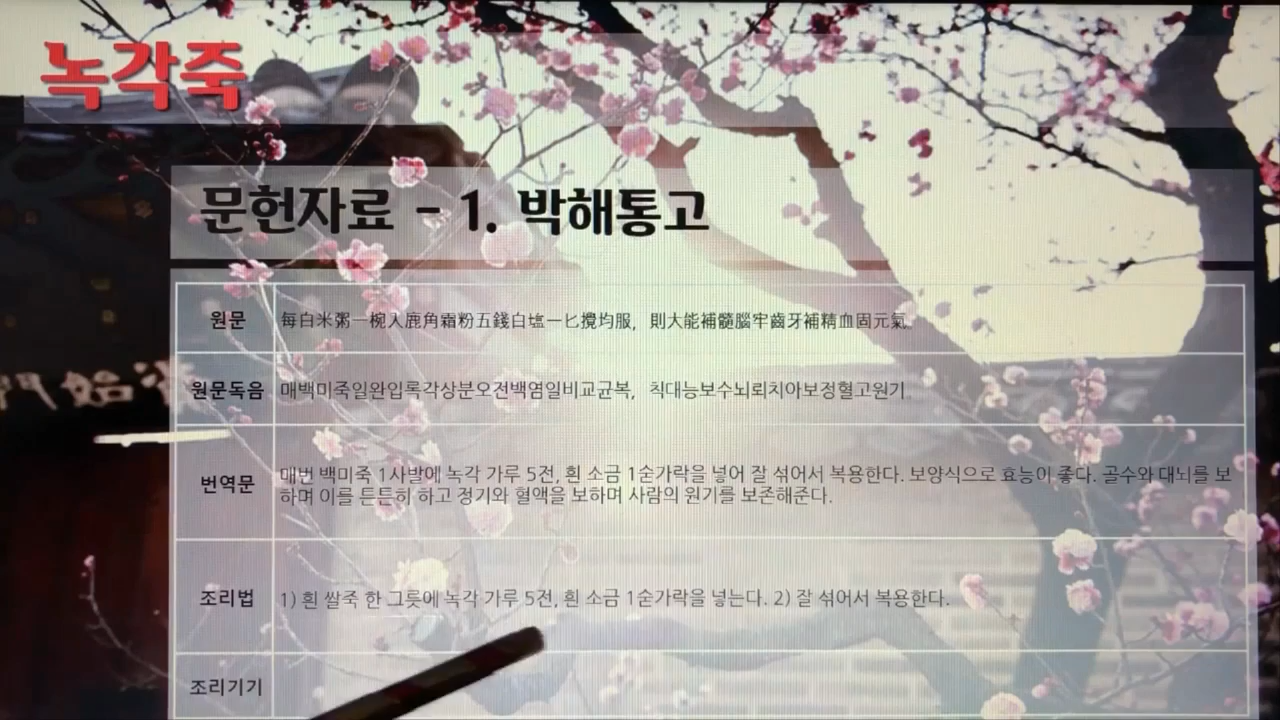 녹각죽
문헌자료 - 1. 박해통고
원문
每白米粥一椀入鹿角霜粉五錢白塩一匕攪均服, 則大能補髓腦牢齒牙補精血固元氣.
원문독음
매백미죽일완입록각상분오전백염일비교균복, 칙대능보수뇌뢰치아보정혈고원기.
번역문
매번 백미죽 1사발에 녹각 가루 5전, 흰 소금 1숟가락을 넣어 잘 섞어서 복용한다. 보양식으로 효능이 좋다. 골수와 대뇌를 보
하며 이를 튼튼히 하고 정기와 혈액을 보하며 사람의 원기를 보존해준다.
조리법
1) 흰 쌀죽 한 그릇에 녹각 가루 5전, 흰 소금 1숟가락을 넣는다. 2) 잘 섞어서 복용한다.
조리기기
門始